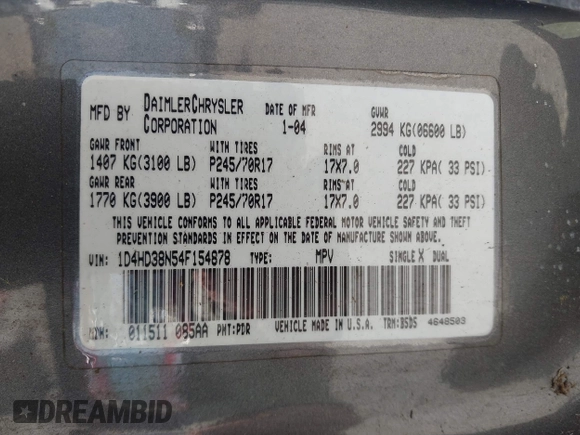 MFD BY DAIMLERCHRYSLER CORPORATION DATE OF MFR 1-04 GVWR 2994 KG(06600 LB)
GAWR FRONT WITH TIRES RIMS AT COLD
1407 KG(3100 LB) P245/70R17 17X7.0 227 KPA( 33 PSI)
GAWR REAR WITH TIRES RIMS AT COLD
1770 KG(3900 LB) P245/70R17 17X7.0 227 KPA( 33 PSI)
THIS VEHICLE CONFORMS TO ALL APPLICABLE FEDERAL MOTOR VEHICLE SAFETY AND THEFT
PREVENTION STANDARDS IN EFFECT ON THE DATE OF MANUFACTURE SHOWN ABOVE.
VIN: 1D4HD38N54F154878 TYPE: MPV SINGLE X DUAL
MDH: 011511 085AA PNT:PDR VEHICLE MADE IN U.S.A. TRM:B5D5 4648503
DREAMBID